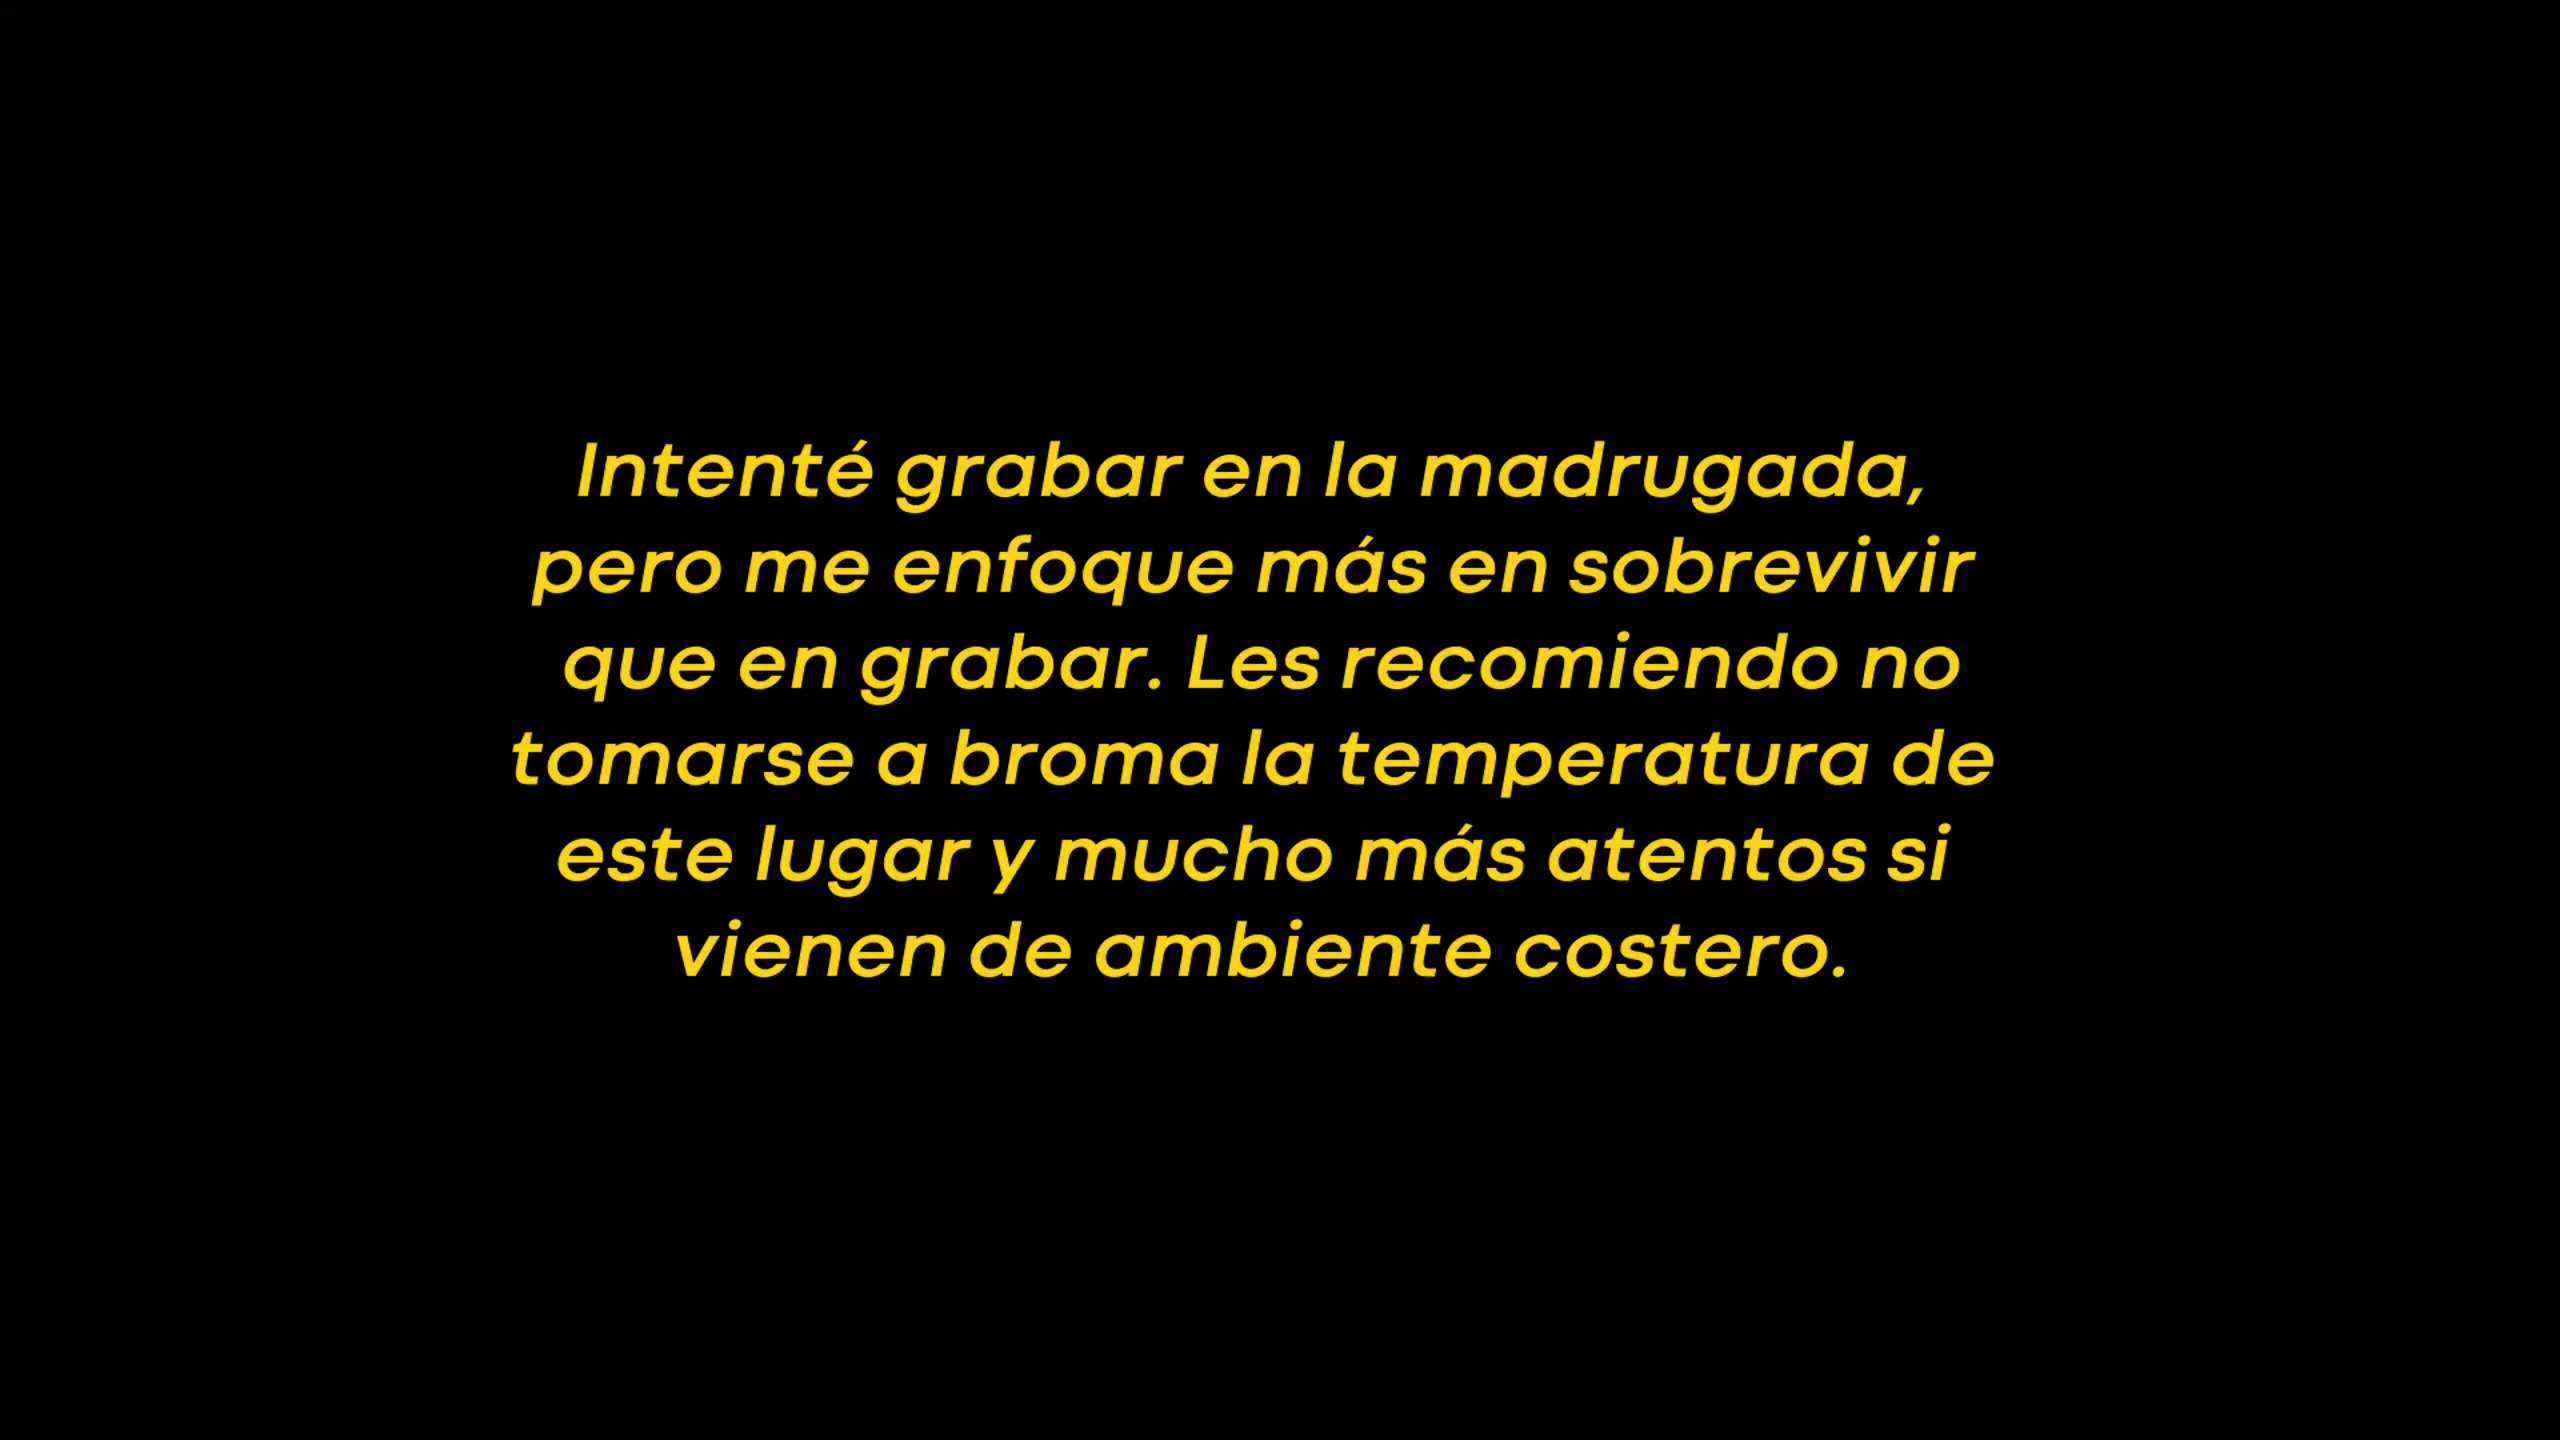 Intenté grabar en la madrugada,
pero me enfoque más en sobrevivir
que en grabar. Les recomiendo no
tomarse a broma la temperatura de
este lugar y mucho más atentos si
vienen de ambiente costero.